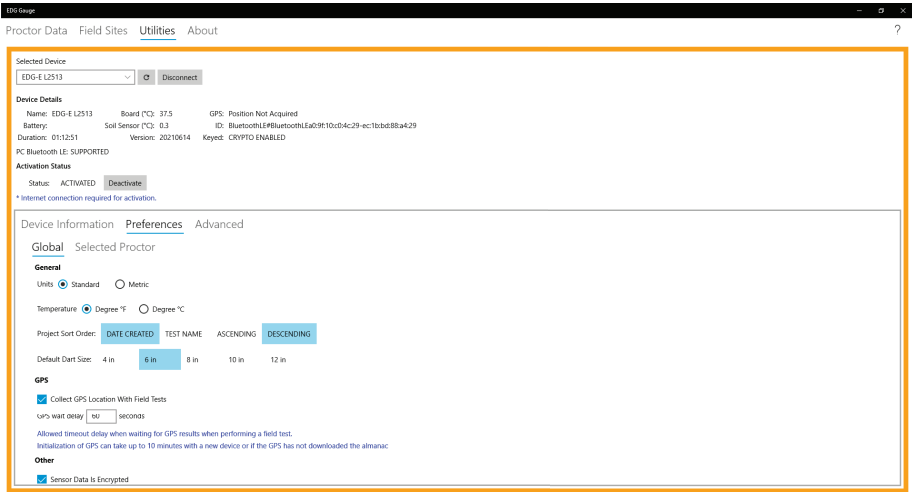 EDG Gauge
Proctor Data Field Sites Utilities About ?
Selected Device
EDG-E L2513 Disconnect
Device Details
Name: EDG-E L2513 Board (°C): 37.5 GPS: Position Not Acquired
Battery: Soil Sensor (°C): 0.3 ID: BluetoothLE#BluetoothLEa0:9f:10:c0:4c:29-ec:1b:bd:88:a4:29
Duration: 01:12:51 Version: 20210614 Keyed: CRYPTO ENABLED
PC Bluetooth LE: SUPPORTED
Activation Status
Status: ACTIVATED Deactivate
* Internet connection required for activation.
Device Information Preferences Advanced
Global Selected Proctor
General
Units Standard Metric
Temperature Degree °F Degree °C
Project Sort Order: DATE CREATED TEST NAME ASCENDING DESCENDING
Default Dart Size: 4 in 6 in 8 in 10 in 12 in
GPS
Collect GPS Location With Field Tests
GPS wait delay 60 seconds
Allowed timeout delay when waiting for GPS results when performing a field test.
Initialization of GPS can take up to 10 minutes with a new device or if the GPS has not downloaded the almanac
Other
Sensor Data Is Encrypted